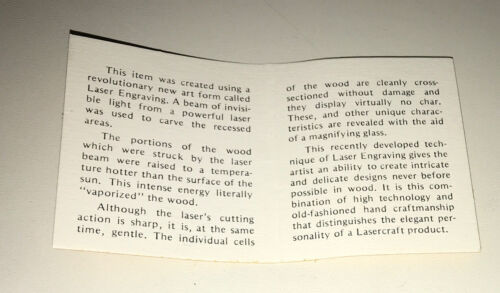 This item was created using a
revolutionary new art form called
Laser Engraving. A beam of invisi-
ble light from a powerful laser
was used to carve the recessed
areas.
The portions of the wood
which were struck by the laser
beam were raised to a tempera-
ture hotter than the surface of the
sun. This intense energy literally
"vaporized" the wood.
Although the laser's cutting
action is sharp, it is, at the same
time, gentle. The individual cells
of the wood are cleanly cross-
sectioned without damage and
they display virtually no char.
These, and other unique charac-
teristics are revealed with the aid
of a magnifying glass.
This recently developed tech-
nique of Laser Engraving gives the
artist an ability to create intricate
and delicate designs never before
possible in wood. It is this com-
bination of high technology and
old-fashioned hand craftmanship
that distinguishes the elegant per-
sonality of a Lasercraft product.